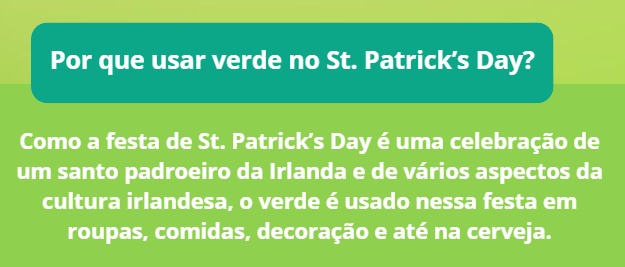 Por que usar verde no St. Patrick’s Day?
Como a festa de St. Patrick’s Day é uma celebração de
um santo padroeiro da Irlanda e de vários aspectos da
cultura irlandesa, o verde é usado nessa festa em
roupas, comidas, decoração e até na cerveja.